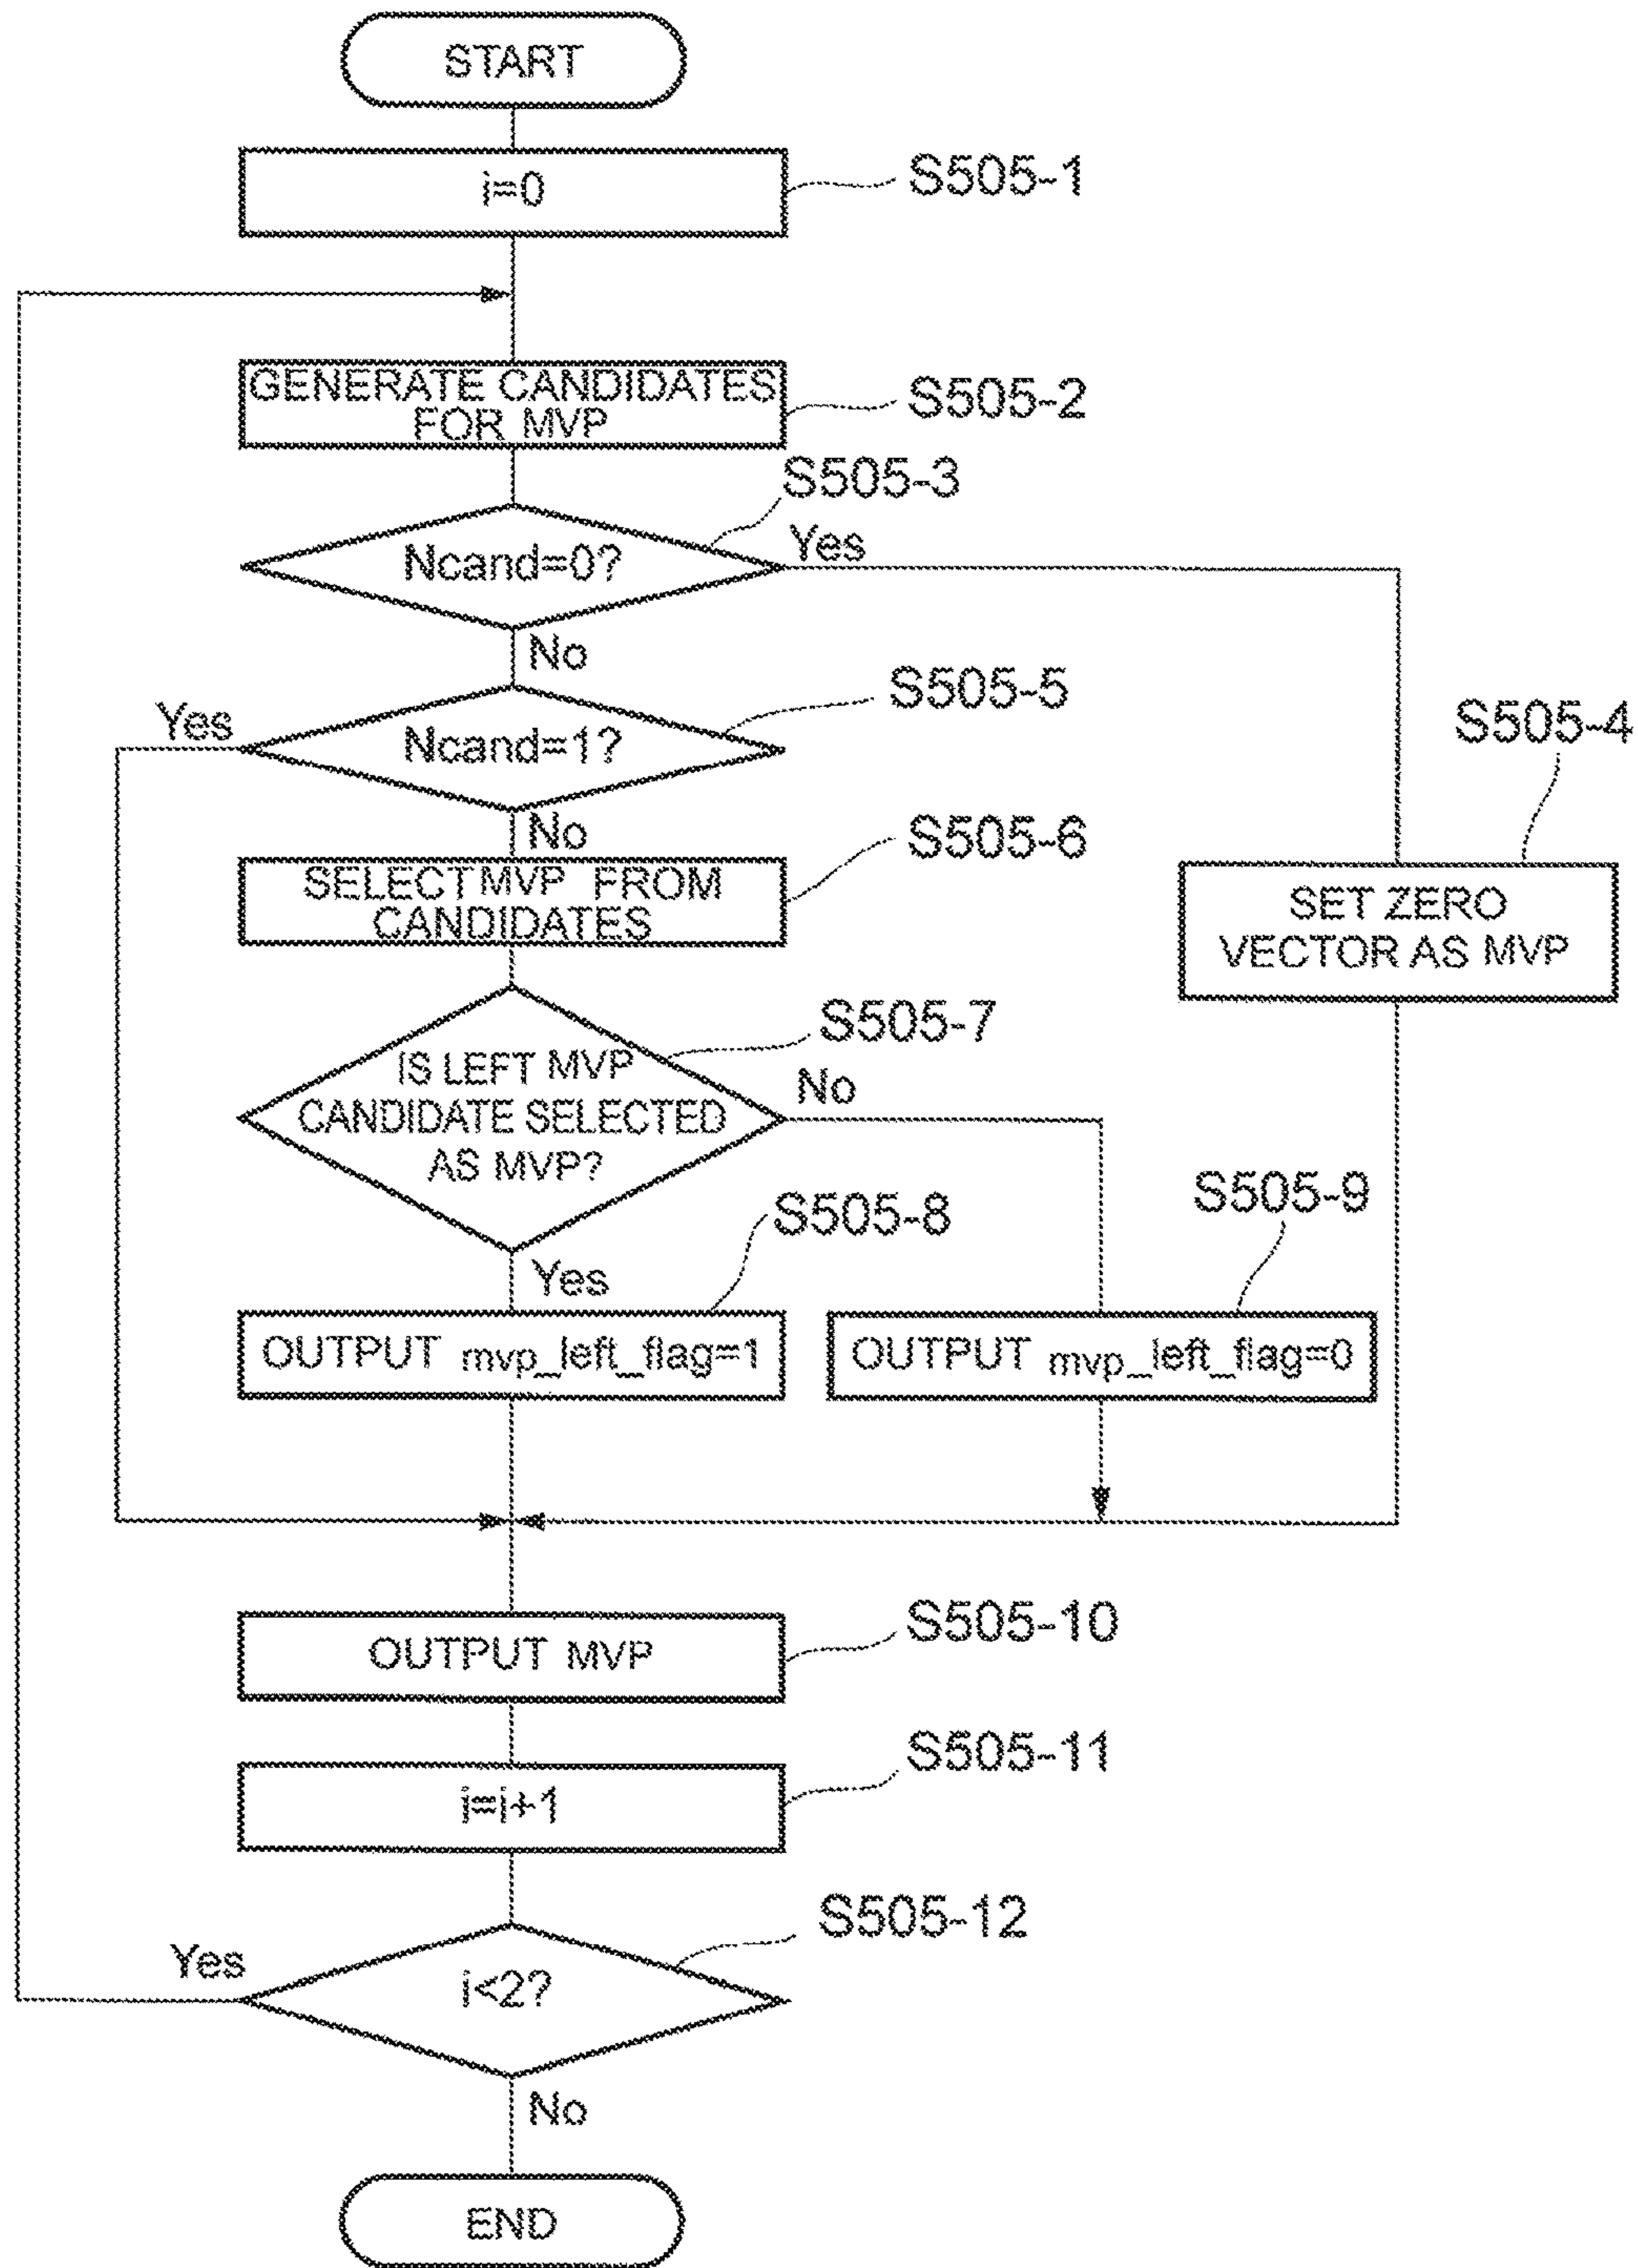 START
i=0
S505-1
GENERATE CANDIDATES
FOR MVP
S505-2
S505-3
Ncand=0?
Yes
No
S505-5
Yes
Ncand=1?
S505-4
No
S505-6
SELECT MVP FROM
CANDIDATES
SET ZERO
VECTOR AS MVP
S505-7
IS LEFT MVP
CANDIDATE SELECTED
AS MVP?
No
S505-8
S505-9
Yes
OUTPUT mvp_left_flag=1
OUTPUT mvp_left_flag=0
OUTPUT MVP
S505-10
i=i+1
S505-11
S505-12
Yes
i<2?
No
END